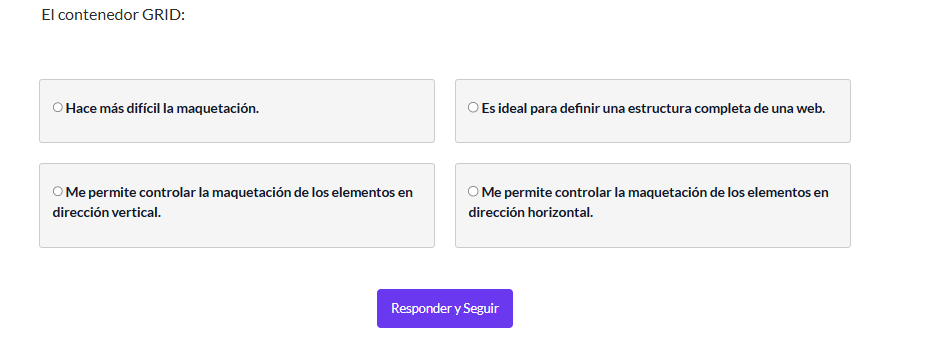 El contenedor GRID:
Hace más difícil la maquetación.
Es ideal para definir una estructura completa de una web.
Me permite controlar la maquetación de los elementos en
dirección vertical.
Me permite controlar la maquetación de los elementos en
dirección horizontal.
Responder y Seguir